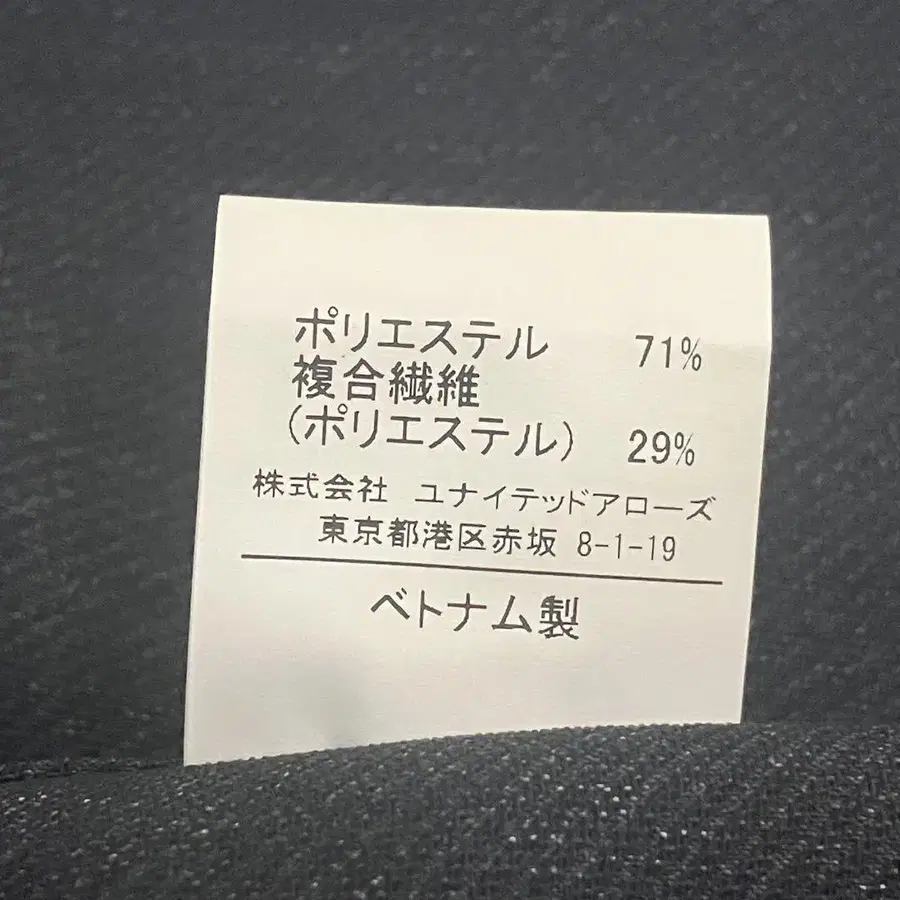 ポリエステル 71%
複合繊維
(ポリエステル) 29%
株式会社 ユナイテッドアローズ
東京都港区赤坂 8-1-19
ベトナム製